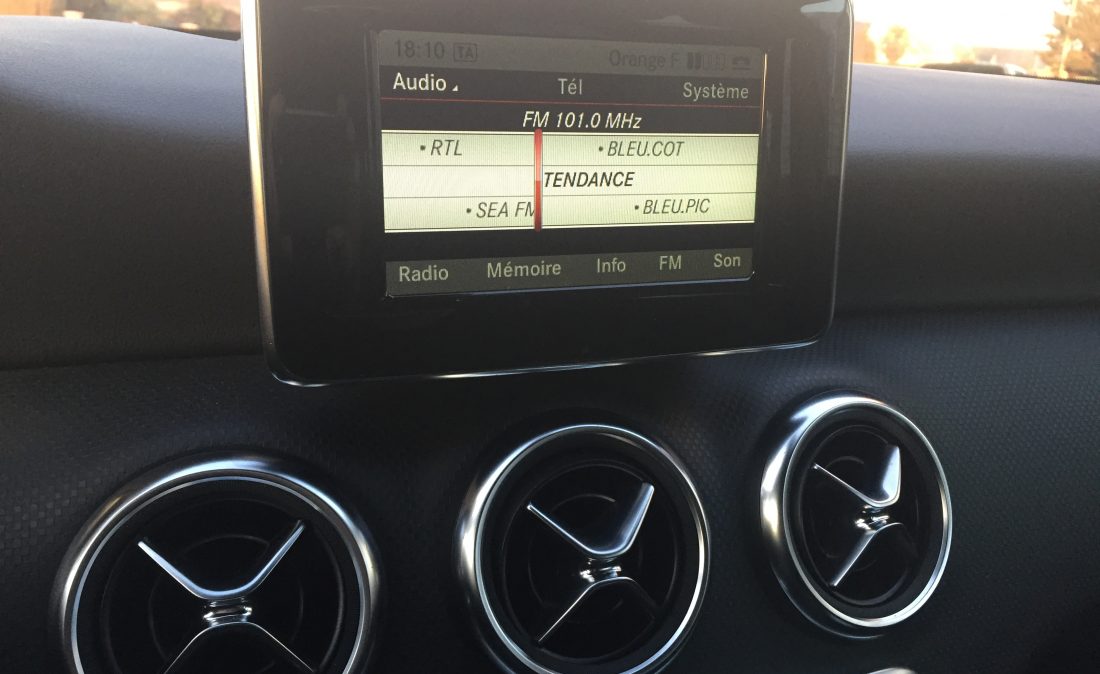 18:10 TA Orange F
Audio Tél Système
FM 101.0 MHz
• RTL • BLEU.COT
TENDANCE
• SEA FM • BLEU.PIC
Radio Mémoire Info FM Son